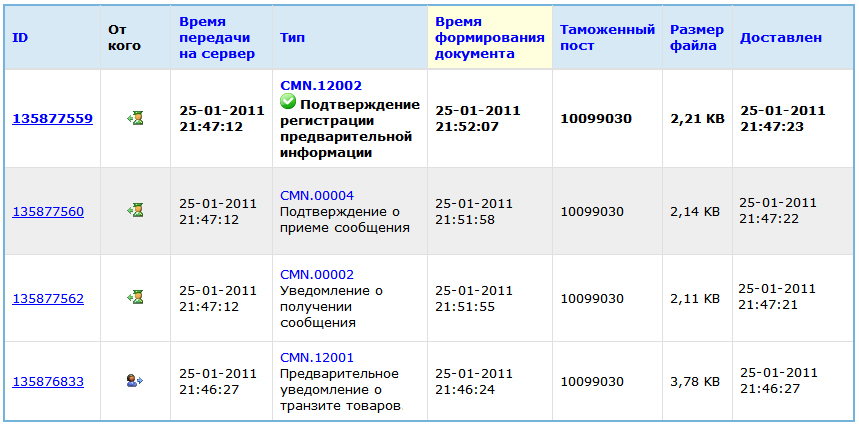 ID
От
кого
Время
передачи
на сервер
Тип
Время
формирования
документа
Таможенный
пост
Размер
файла
Доставлен
135877559
25-01-2011
21:47:12
CMN.12002
Подтверждение
регистрации
предварительной
информации
25-01-2011
21:52:07
10099030
2,21 KB
25-01-2011
21:47:23
135877560
25-01-2011
21:47:12
CMN.00004
Подтверждение о
приеме сообщения
25-01-2011
21:51:58
10099030
2,14 KB
25-01-2011
21:47:22
135877562
25-01-2011
21:47:12
CMN.00002
Уведомление о
получении
сообщения
25-01-2011
21:51:55
10099030
2,11 KB
25-01-2011
21:47:21
135876833
25-01-2011
21:46:27
CMN.12001
Предварительное
уведомление о
транзите товаров
25-01-2011
21:46:24
10099030
3,78 KB
25-01-2011
21:46:27